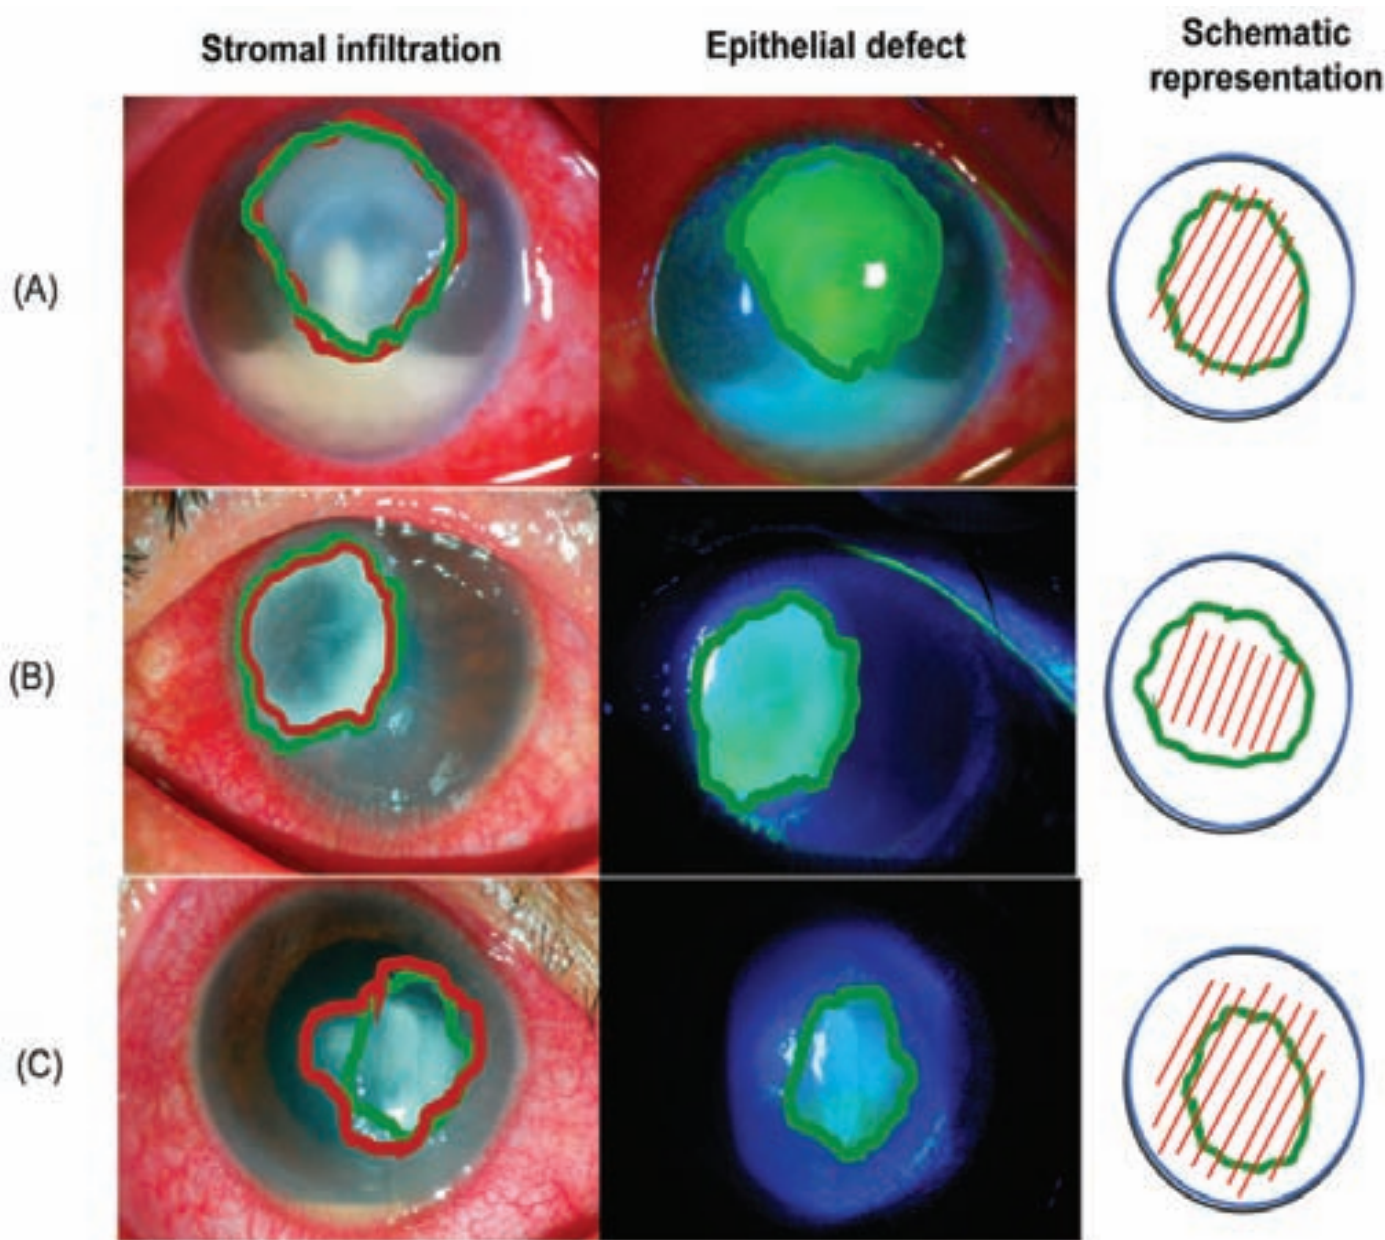 Stromal infiltration
Epithelial defect
Schematic
representation
(A)
(B)
(C)